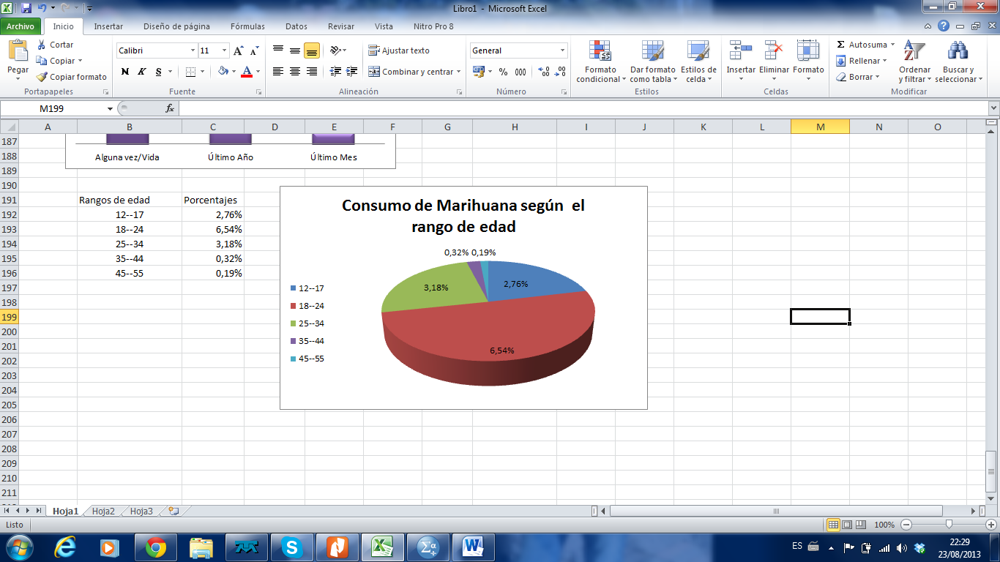 Libro1 - Microsoft Excel
Archivo Inicio Insertar Diseño de página Fórmulas Datos Revisar Vista Nitro Pro 8
Pegar
Cortar
Copiar
Copiar formato
Portapapeles
Calibri 11
N K S
Fuente
Ajustar texto
Combinar y centrar
Alineación
General
% 000
Número
Formato condicional
Dar formato como tabla
Estilos de celda
Estilos
Insertar Eliminar Formato
Celdas
Autosuma
Rellenar
Borrar
Ordenar y filtrar
Buscar y seleccionar
Modificar
M199 fx
A B C D E F G H I J K L M N O
187
188 Alguna vez/Vida Último Año Último Mes
189
190
191 Rangos de edad Porcentajes
192 12--17 2,76%
193 18--24 6,54%
194 25--34 3,18%
195 35--44 0,32%
196 45--55 0,19%
197
198
199
200
201
202
203
204
205
206
207
208
209
210
211
Consumo de Marihuana según el
rango de edad
0,32% 0,19%
3,18% 2,76%
6,54%
12--17
18--24
25--34
35--44
45--55
Hoja1 Hoja2 Hoja3
Listo 100%
ES 22:29
23/08/2013